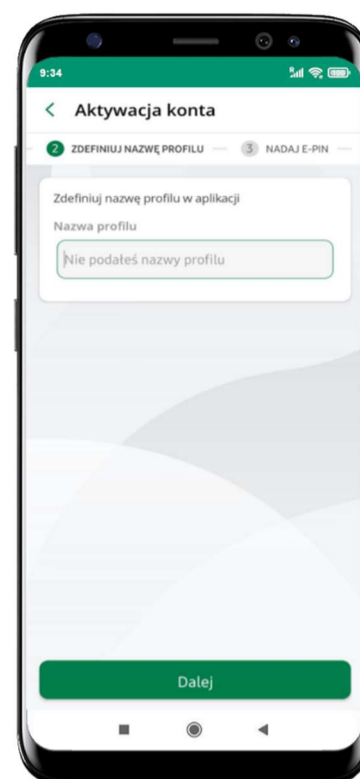 9:34
Aktywacja konta
2 ZDEFINIUJ NAZWĘ PROFILU 3 NADAJ E-PIN
Zdefiniuj nazwę profilu w aplikacji
Nazwa profilu
Nie podałeś nazwy profilu
Dalej